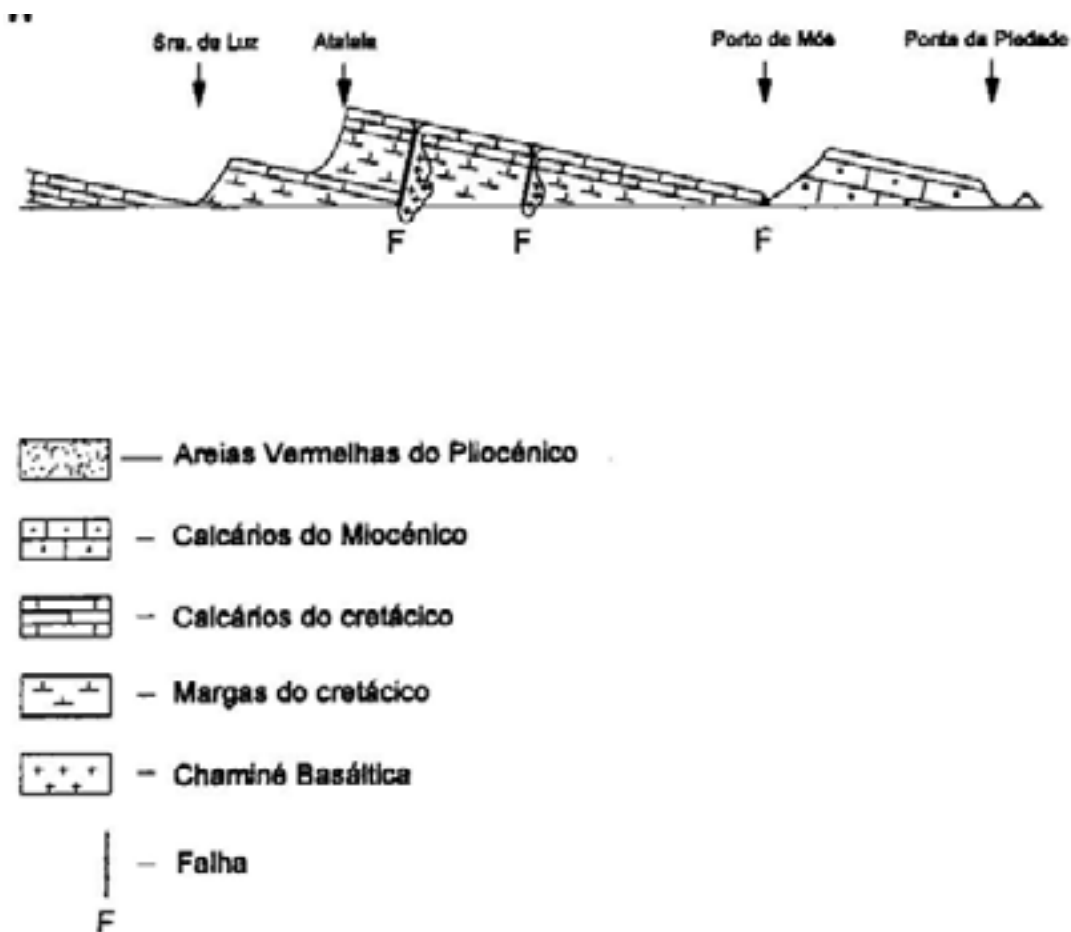 Sra. da Luz Atalaia Porto de Mós Ponta da Piedade
F F F
Areias Vermelhas do Pliocénico
– Calcários do Miocénico
– Calcários do cretácico
– Margas do cretácico
– Chaminé Basáltica
– Falha
F